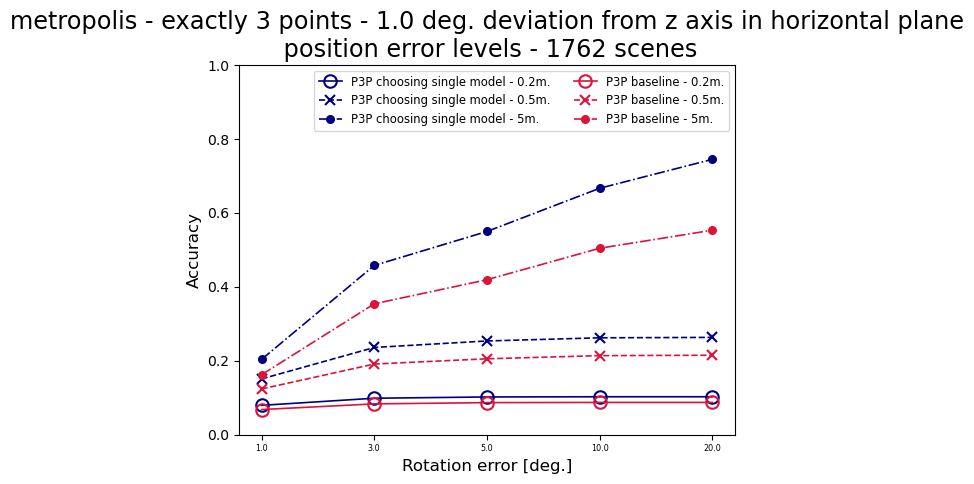 metropolis - exactly 3 points - 1.0 deg. deviation from z axis in horizontal plane
position error levels - 1762 scenes
P3P choosing single model - 0.2m.
P3P choosing single model - 0.5m.
P3P choosing single model - 5m.
P3P baseline - 0.2m.
P3P baseline - 0.5m.
P3P baseline - 5m.
1.0
0.8
0.6
0.4
0.2
0.0
Accuracy
1.0 3.0 5.0 10.0 20.0
Rotation error [deg.]